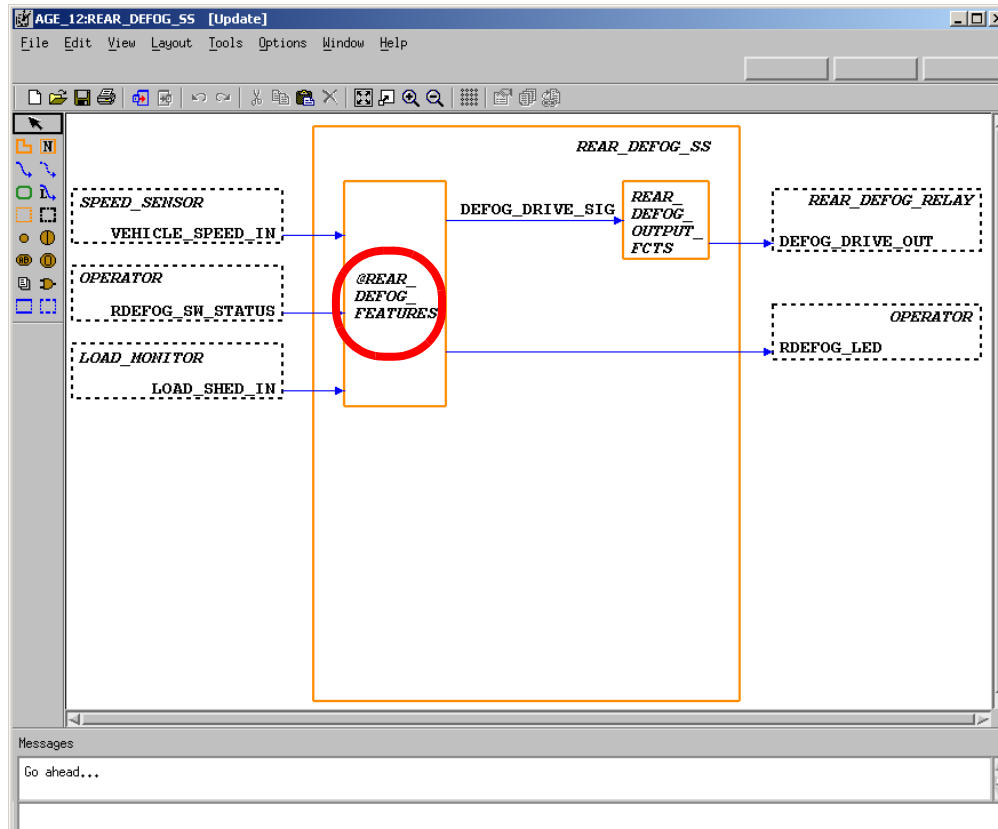 AGE_12:REAR_DEFOG_SS [Update]
File Edit View Layout Tools Options Window Help
REAR_DEFOG_SS
SPEED_SENSOR
VEHICLE_SPEED_IN
OPERATOR
RDEFOG_SW_STATUS
LOAD_MONITOR
LOAD_SHED_IN
@REAR_
DEFOG_
FEATURES
DEFOG_DRIVE_SIG
REAR_
DEFOG_
OUTPUT_
FCTS
REAR_DEFOG_RELAY
DEFOG_DRIVE_OUT
OPERATOR
RDEFOG_LED
Messages
Go ahead...